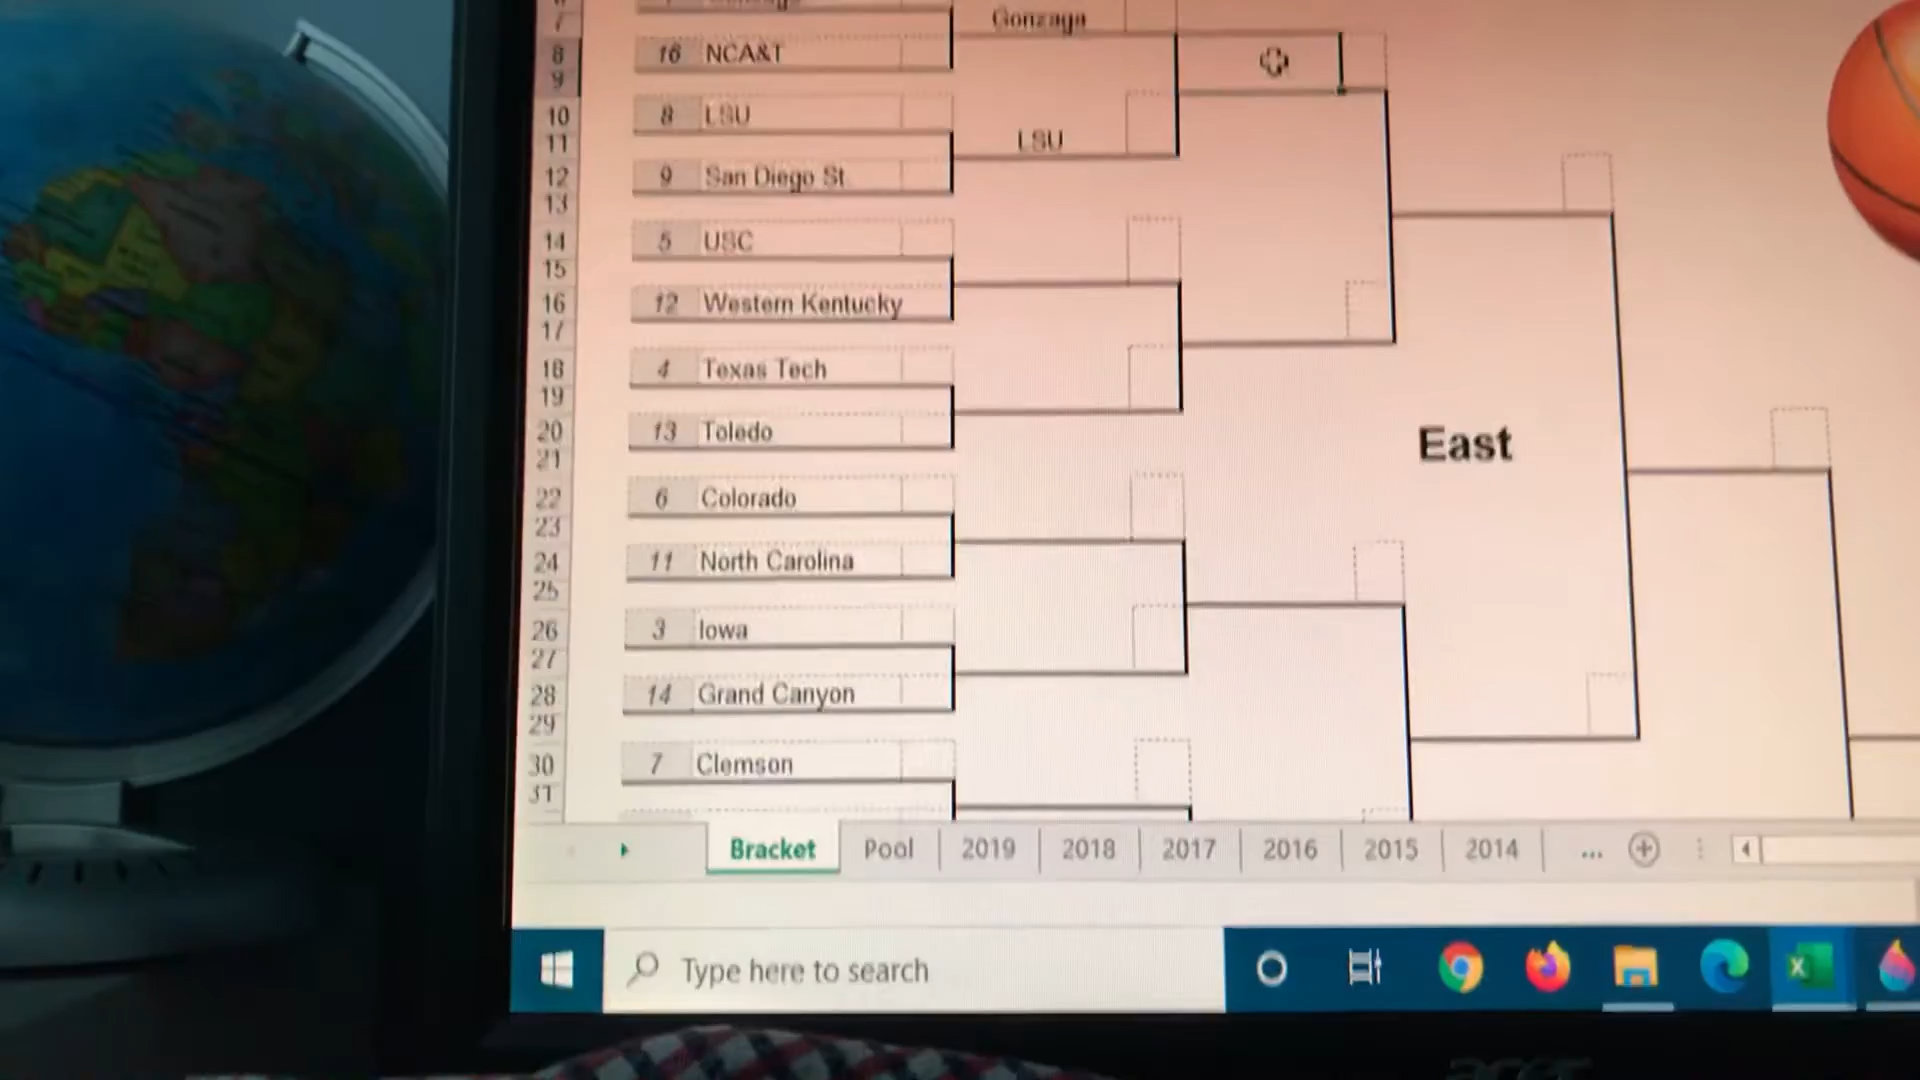 7 Gonzaga
8 16 NCA&T
9
10 8 LSU
11 LSU
12 9 San Diego St
13
14 5 USC
15
16 12 Western Kentucky
17
18 4 Texas Tech
19
20 13 Toledo
21
East
22 6 Colorado
23
24 11 North Carolina
25
26 3 Iowa
27
28 14 Grand Canyon
29
30 7 Clemson
31
Bracket Pool 2019 2018 2017 2016 2015 2014 ...
Type here to search
acer